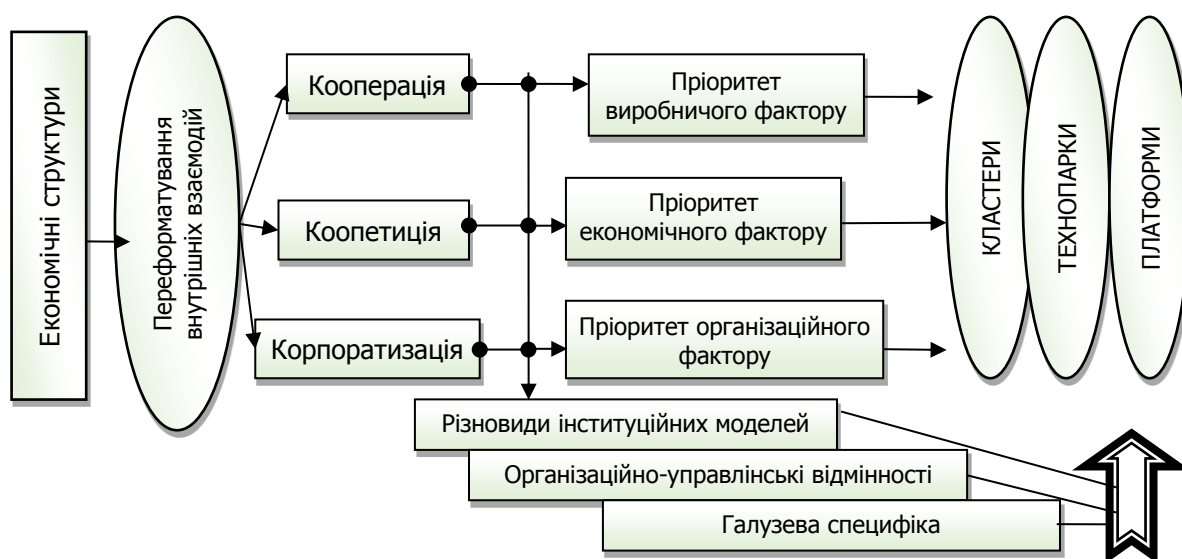 Економічні структури
Переформатування
внутрішніх взаємодій
Кооперація
Пріоритет
виробничого фактору
Коопетиція
Пріоритет
економічного фактору
Корпоратизація
Пріоритет організаційного
фактору
КЛАСТЕРИ
ТЕХНОПАРКИ
ПЛАТФОРМИ
Різновиди інституційних моделей
Організаційно-управлінські відмінності
Галузева специфіка